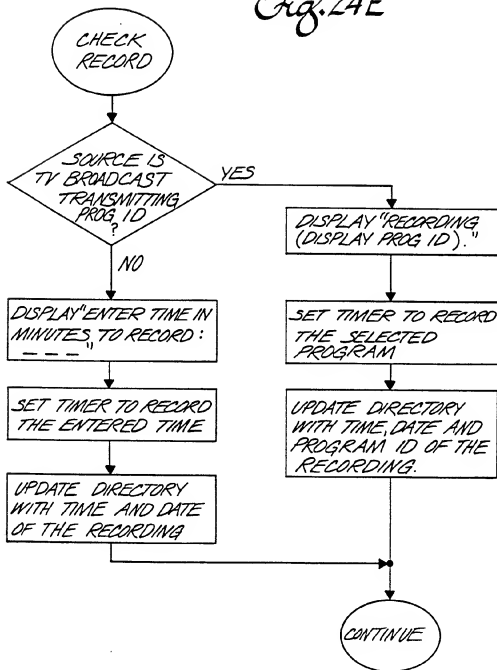 Fig. 24E
CHECK
RECORD
SOURCE IS
TV BROADCAST
TRANSMITTING
PROG ID
?
YES
NO
DISPLAY "ENTER TIME IN
MINUTES TO RECORD:
_ _ _"
SET TIMER TO RECORD
THE ENTERED TIME
UPDATE DIRECTORY
WITH TIME AND DATE
OF THE RECORDING
DISPLAY "RECORDING
(DISPLAY PROG ID)."
SET TIMER TO RECORD
THE SELECTED
PROGRAM
UPDATE DIRECTORY
WITH TIME, DATE AND
PROGRAM ID OF THE
RECORDING.
CONTINUE